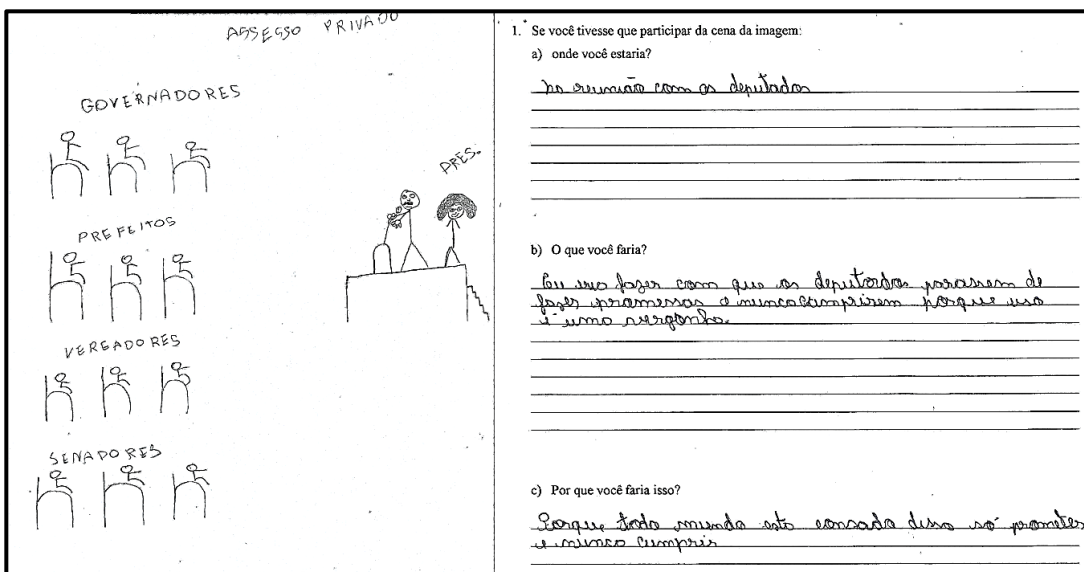 ASSESSO PRIVADO
GOVERNADORES
PRES.
PREFEITOS
VEREADORES
SENADORES
1. Se você tivesse que participar da cena da imagem:
a) onde você estaria?
na reunião com os deputados
b) O que você faria?
Eu iria fazer com que os deputados parassem de
fazer promessas e nunca cumprirem porque isso
é uma vergonha.
c) Por que você faria isso?
Porque todo mundo esta cansado disso só prometer
e nunca cumprir